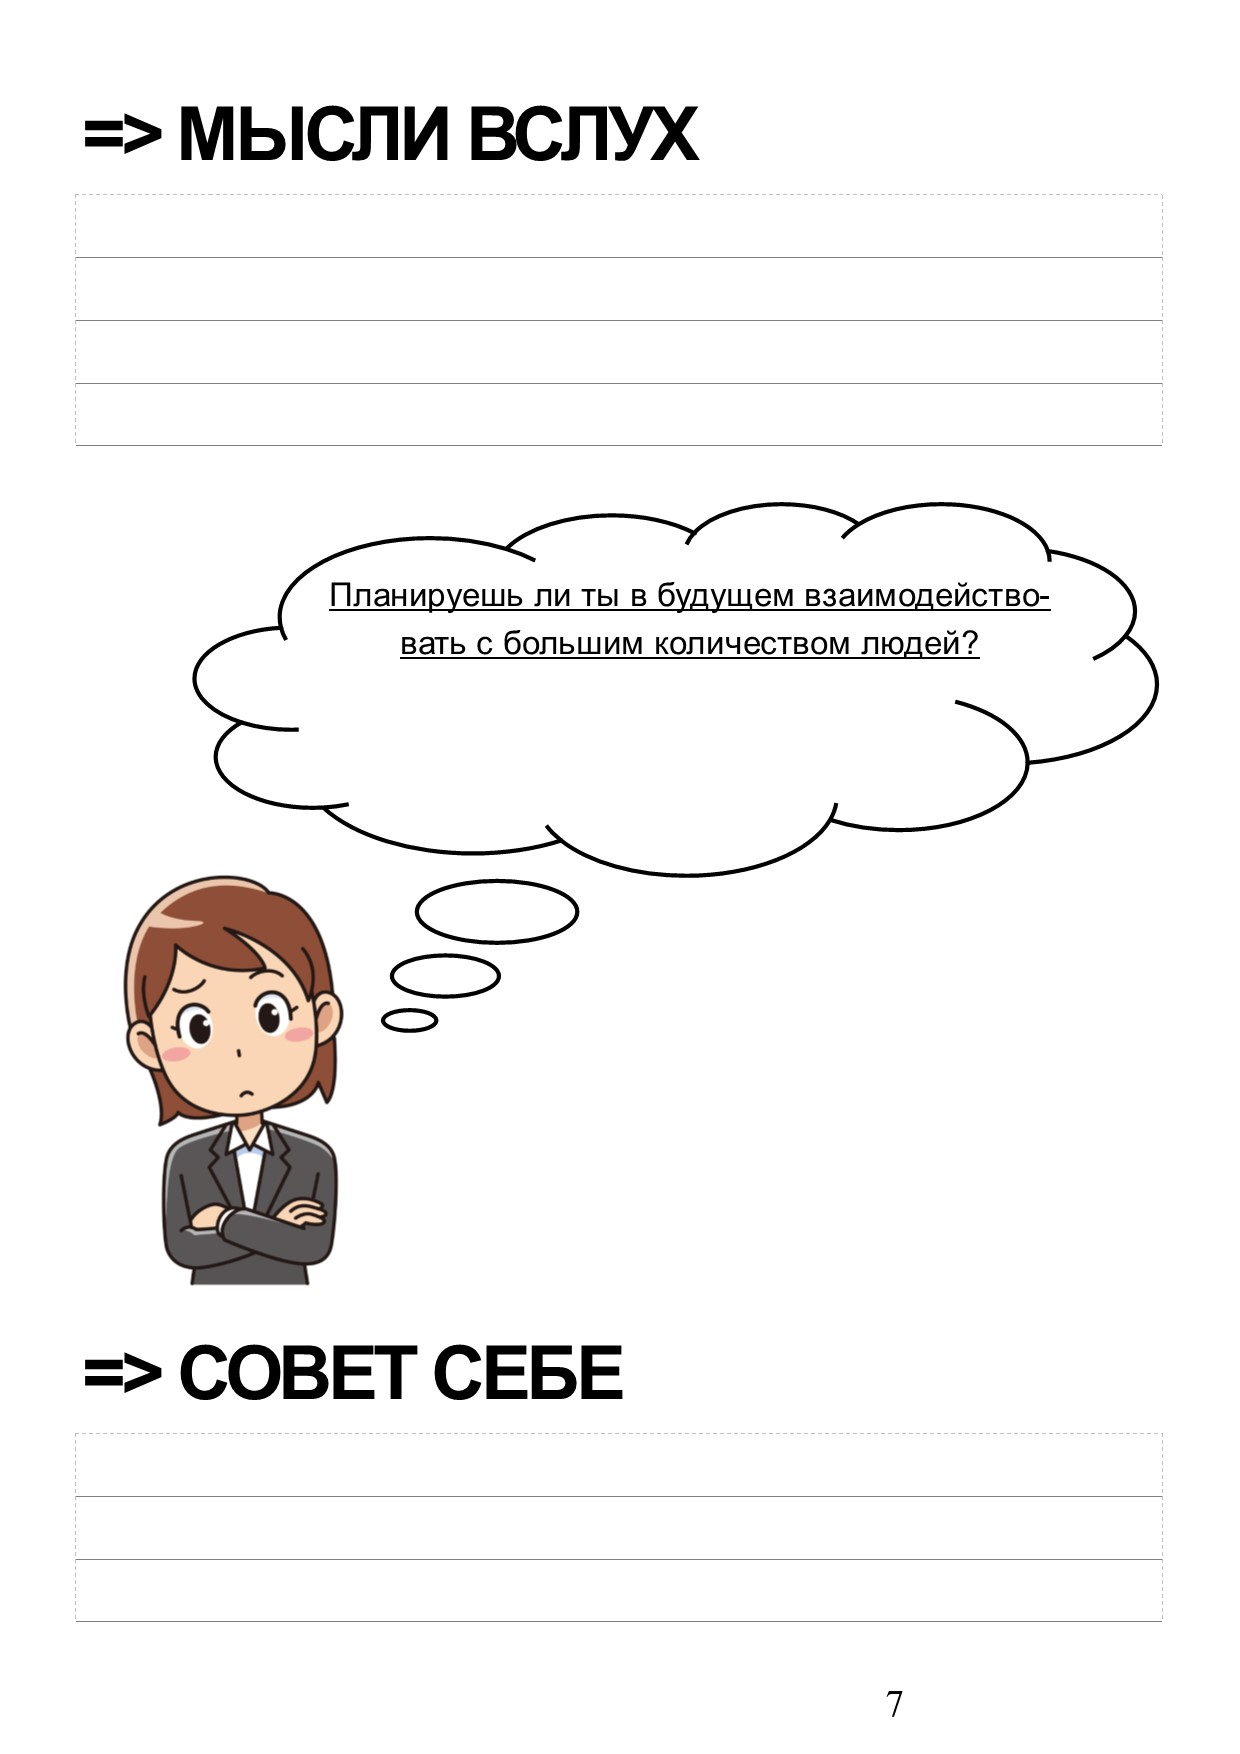 => МЫСЛИ ВСЛУХ
Планируешь ли ты в будущем взаимодейство-
вать с большим количеством людей?
=> СОВЕТ СЕБЕ
7